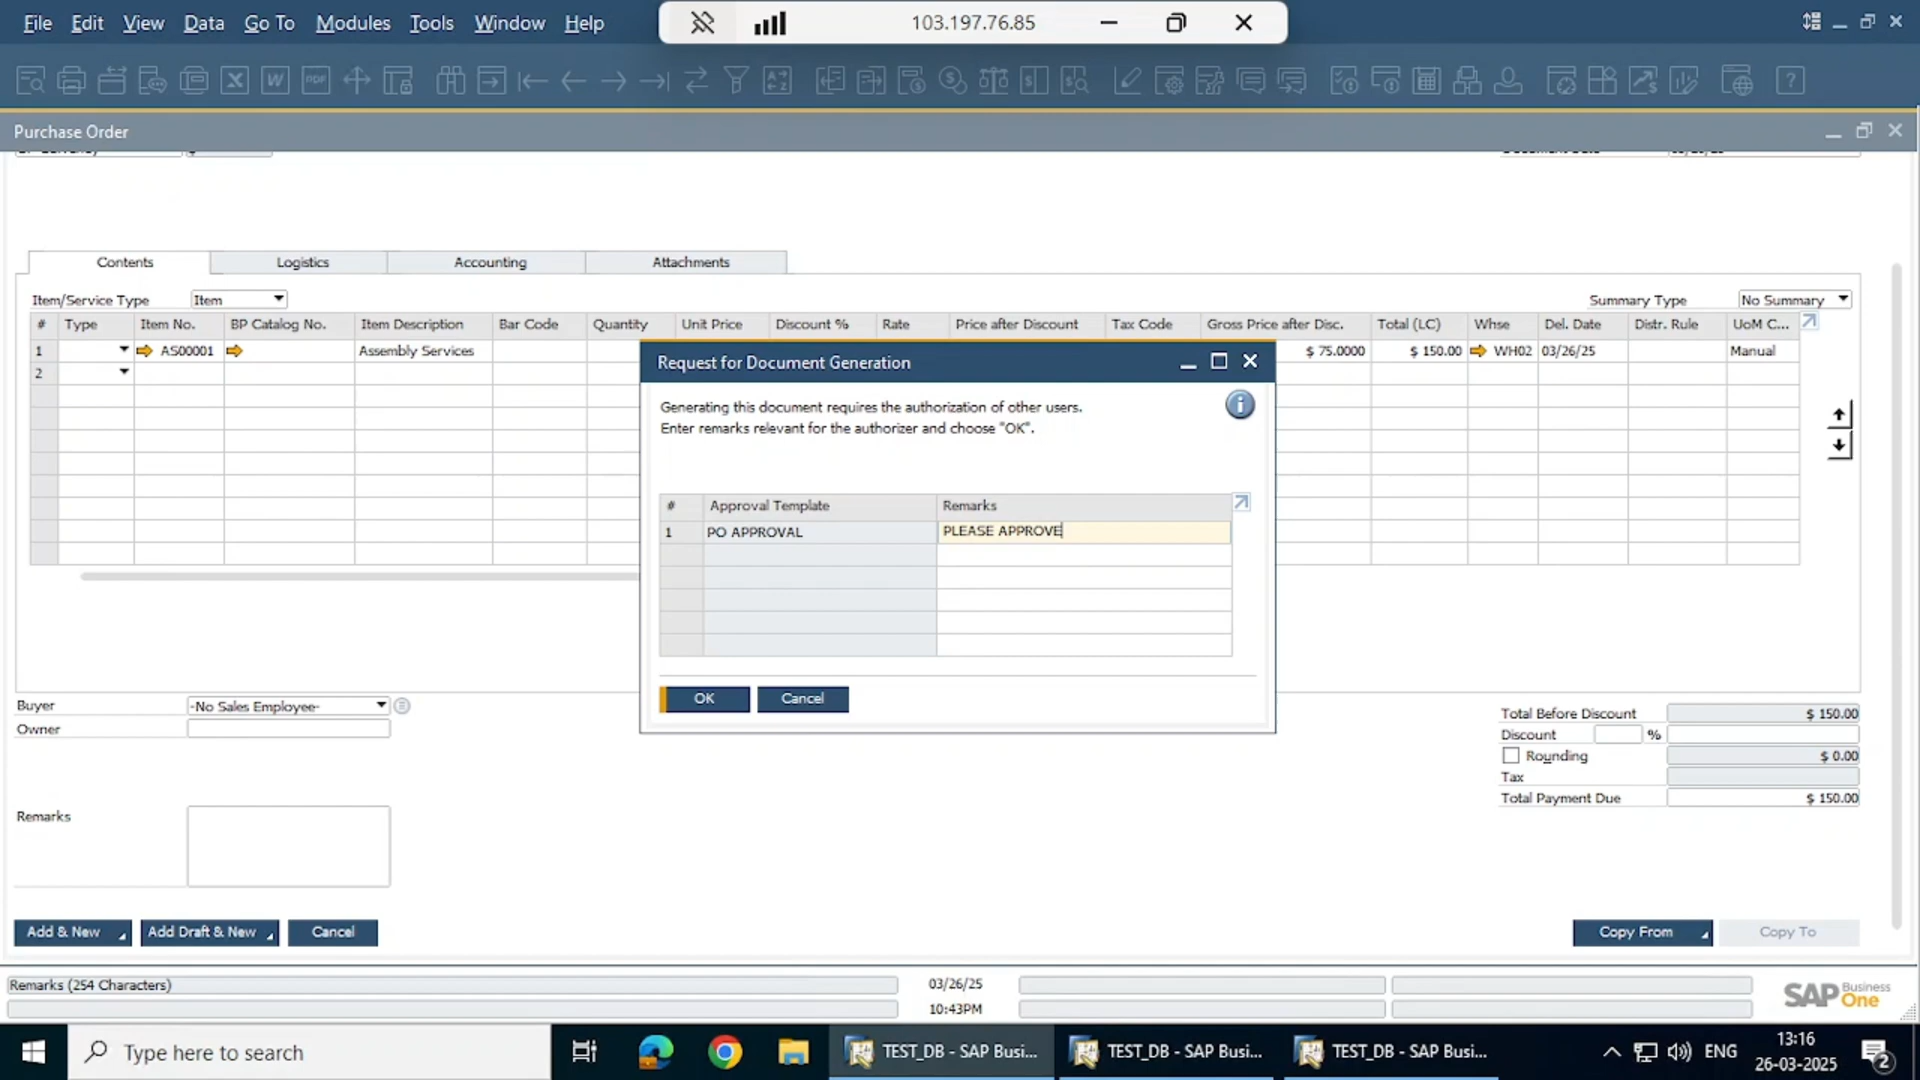 File Edit View Data Go To Modules Tools Window Help
103.197.76.85
Purchase Order
Contents Logistics Accounting Attachments
Item/Service Type Item Summary Type No Summary
# Type Item No. BP Catalog No. Item Description Bar Code Quantity Unit Price Discount % Rate Price after Discount Tax Code Gross Price after Disc. Total (LC) Whse Del. Date Distr. Rule UoM C...
1 AS00001 Assembly Services $ 75.0000 $ 150.00 WH02 03/26/25 Manual
2
Request for Document Generation
Generating this document requires the authorization of other users.
Enter remarks relevant for the authorizer and choose "OK".
# Approval Template Remarks
1 PO APPROVAL PLEASE APPROVE
OK Cancel
Buyer -No Sales Employee-
Owner
Remarks
Total Before Discount $ 150.00
Discount %
Rounding $ 0.00
Tax
Total Payment Due $ 150.00
Add & New Add Draft & New Cancel Copy From Copy To
Remarks (254 Characters) 03/26/25
10:43PM
SAP Business One
Type here to search
TEST_DB - SAP Busi... TEST_DB - SAP Busi... TEST_DB - SAP Busi...
ENG 13:16
26-03-2025 2